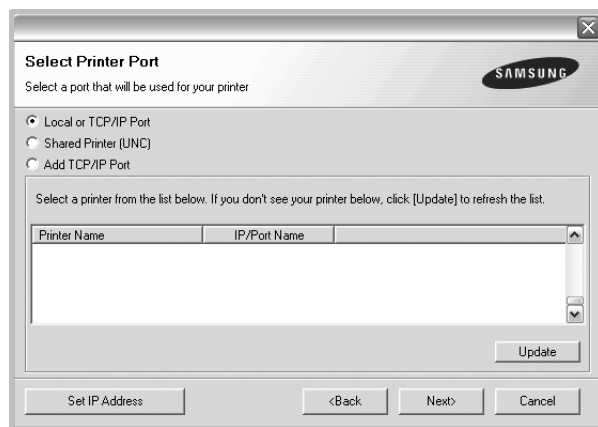 Select Printer Port
Select a port that will be used for your printer
SAMSUNG
Local or TCP/IP Port
Shared Printer (UNC)
Add TCP/IP Port
Select a printer from the list below. If you don't see your printer below, click [Update] to refresh the list.
Printer Name IP/Port Name
Update
Set IP Address <Back Next> Cancel